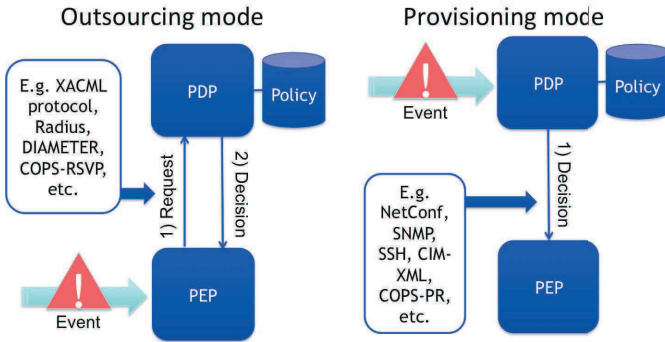 Outsourcing mode
E.g. XACML
protocol,
Radius,
DIAMETER,
COPS-RSVP,
etc.
PDP
Policy
1) Request
2) Decision
!
Event
PEP
Provisioning mode
!
Event
PDP
Policy
1) Decision
E.g.
NetConf,
SNMP,
SSH, CIM-
XML,
COPS-PR,
etc.
PEP